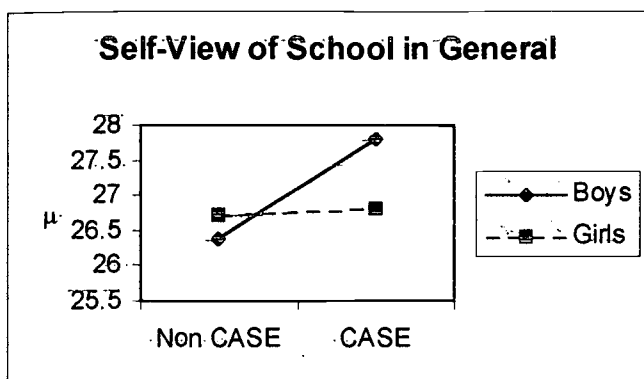 Self-View of School in General
28
27.5
27
26.5
26
25.5
μ
Non CASE
CASE
Boys
Girls